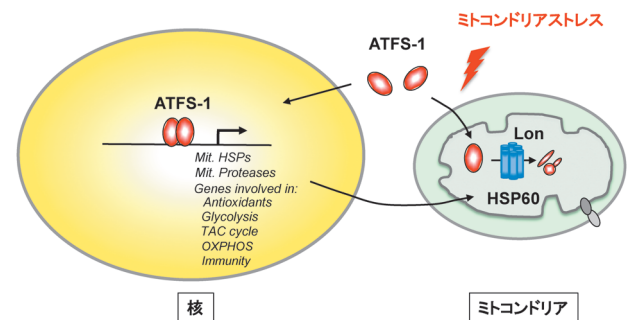 ミトコンドリアストレス
ATFS-1
ATFS-1
Mit. HSPs
Mit. Proteases
Genes involved in:
Antioxidants
Glycolysis
TAC cycle
OXPHOS
Immunity
Lon
HSP60
核
ミトコンドリア